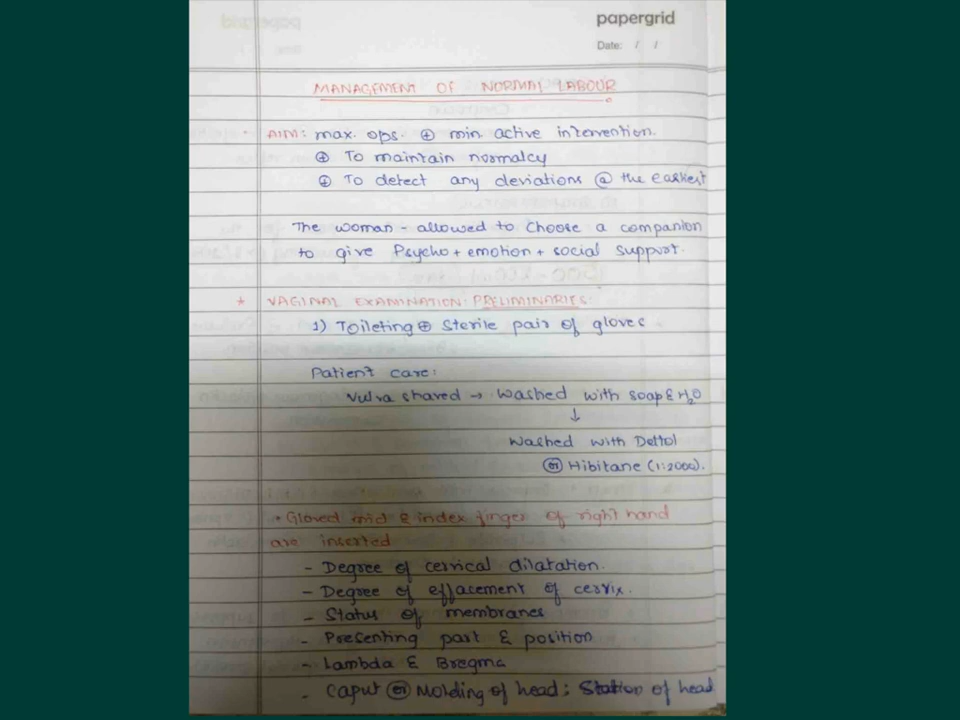 papergrid
Date: / /
MANAGEMENT OF NORMAL LABOUR
AIM: max. ops. ⊕ min active intervention.
⊕ To maintain normalcy
⊕ To detect any deviations @ the earliest
The woman - allowed to choose a companion
to give Psycho + emotion + social support.
* VAGINAL EXAMINATION PRELIMINARIES:
1) Toileting ⊕ Sterile pair of gloves.
Patient care:
Vulva shaved → Washed with soap & H2O
↓
Washed with Dettol
(or) Hibitane (1:2000).
• Gloved mid & index finger of right hand
are inserted
- Degree of cervical dilatation.
- Degree of effacement of cervix.
- Status of membranes
- Presenting part & position
- Lambda & Bregma
- Caput (or) Molding of head; Station of head